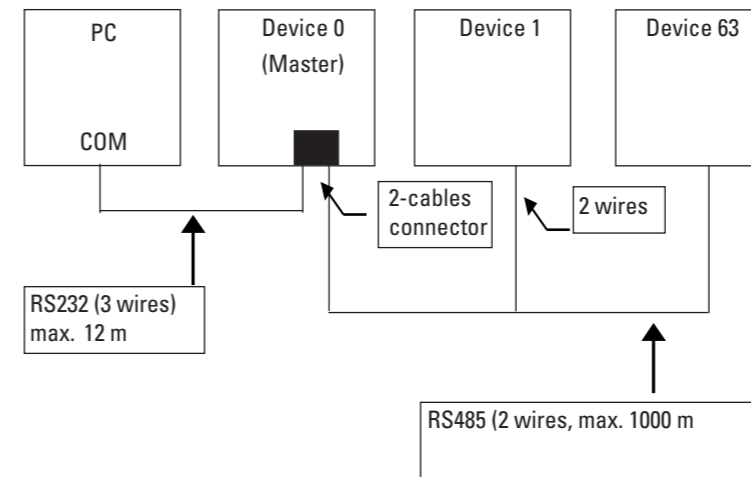 PC
Device 0
(Master)
Device 1
Device 63
COM
2-cables
connector
2 wires
RS232 (3 wires)
max. 12 m
RS485 (2 wires, max. 1000 m